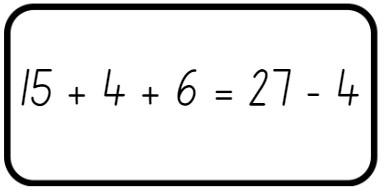 15 + 4 + 6 = 27 - 4